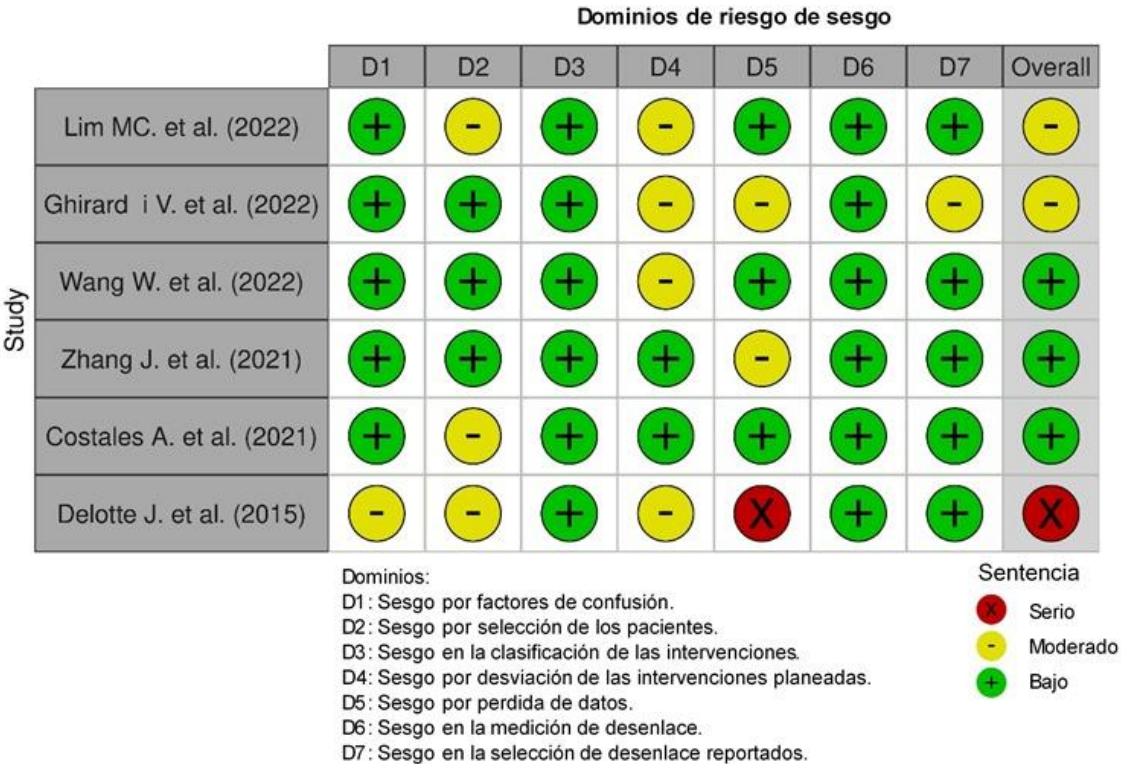 Dominios de riesgo de sesgo
D1 D2 D3 D4 D5 D6 D7 Overall
Study
Lim MC. et al. (2022) + - + - + + + -
Ghirard i V. et al. (2022) + + + - - + - -
Wang W. et al. (2022) + + + - + + + +
Zhang J. et al. (2021) + + + + - + + +
Costales A. et al. (2021) + - + + + + + +
Delotte J. et al. (2015) - - + - X + + X
Dominios:
D1: Sesgo por factores de confusión.
D2: Sesgo por selección de los pacientes.
D3: Sesgo en la clasificación de las intervenciones.
D4: Sesgo por desviación de las intervenciones planeadas.
D5: Sesgo por perdida de datos.
D6: Sesgo en la medición de desenlace.
D7: Sesgo en la selección de desenlace reportados.
Sentencia
X Serio
- Moderado
+ Bajo